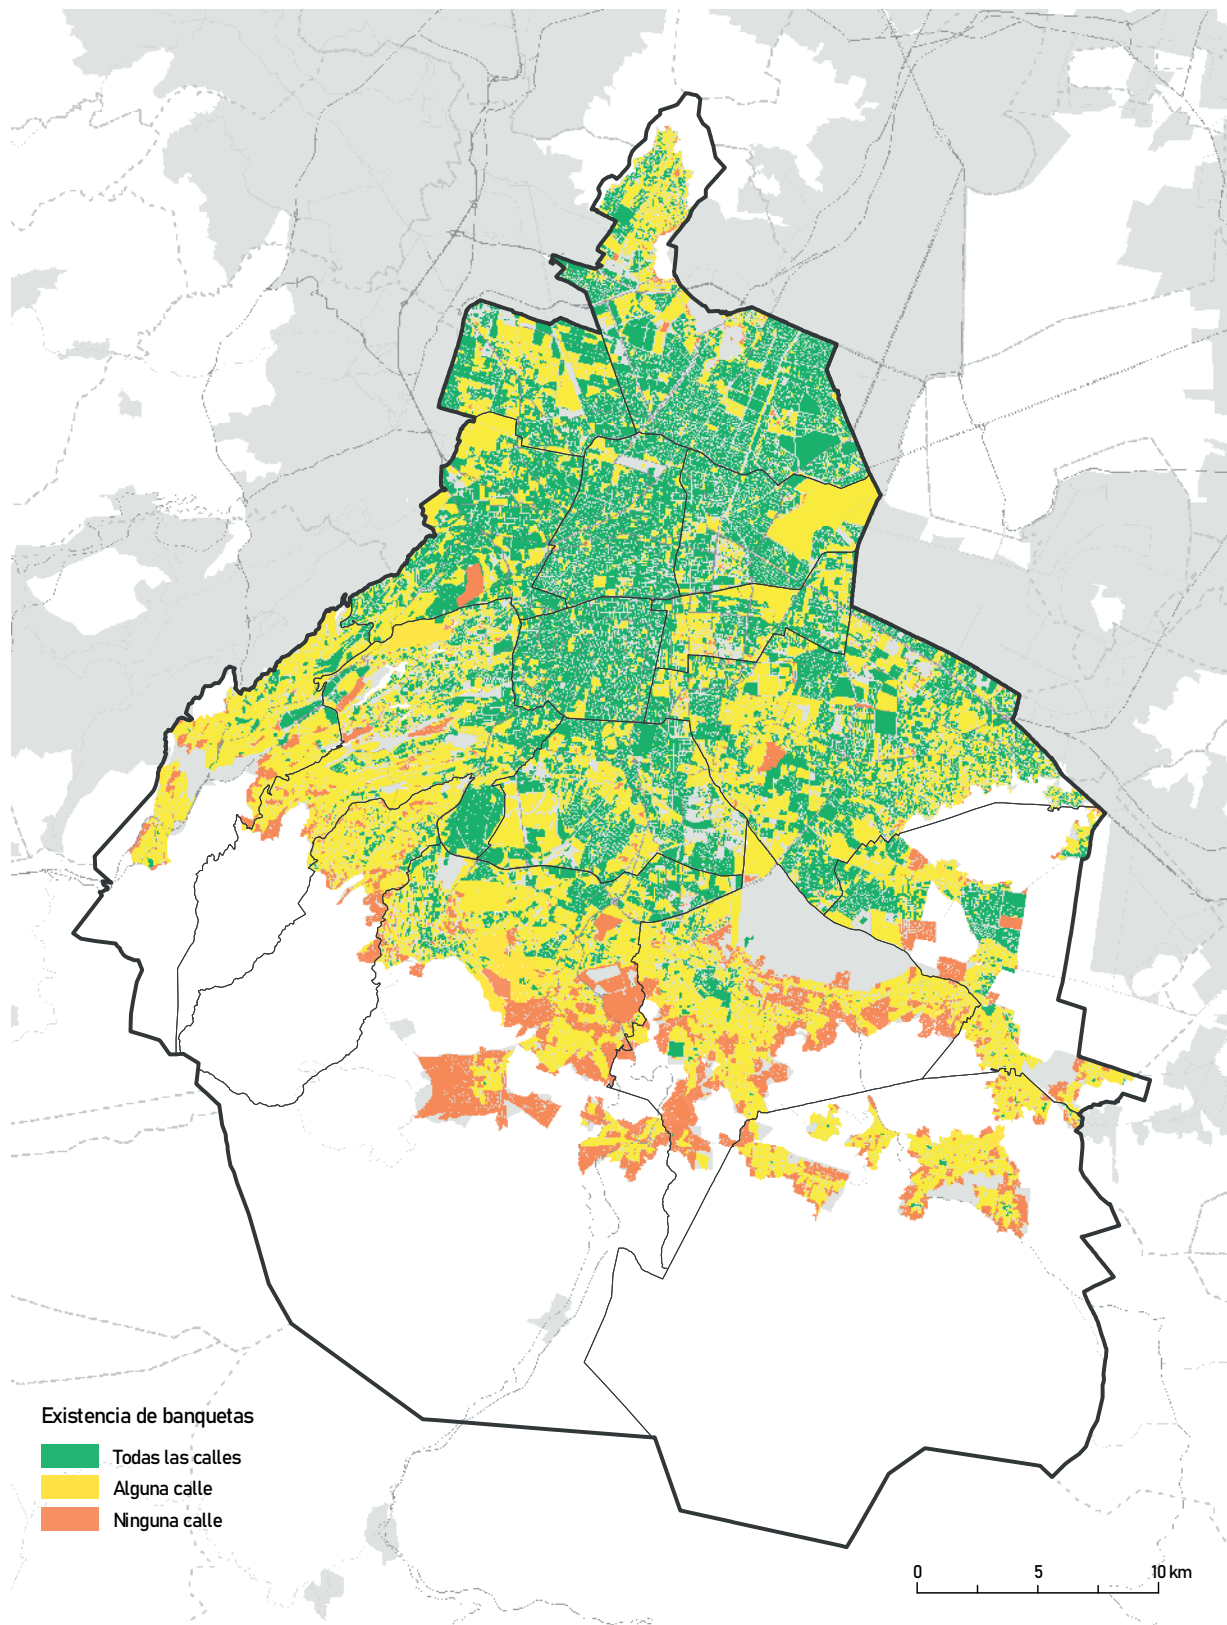 Existencia de banquetas
Todas las calles
Alguna calle
Ninguna calle
0 5 10 km